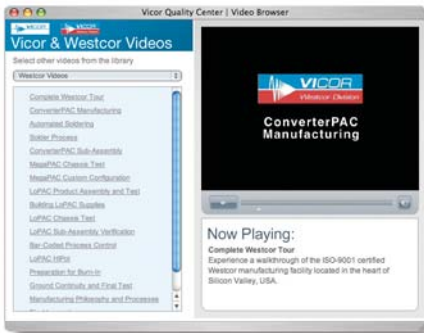 Vicor Quality Center | Video Browser
VICOR
Westcor
Vicor & Westcor Videos
Select other videos from the library
Westcor Videos
Complete Westcor Tour
ConverterPAC Manufacturing
Automated Soldering
Solder Process
ConverterPAC Sub-Assembly
MegaPAC Chassis Test
MegaPAC Custom Configuration
LoPAC Product Assembly and Test
Building LoPAC Supplies
LoPAC Chassis Test
LoPAC Sub-Assembly Verification
Bar-Coded Process Control
LoPAC HiPot
Preparation for Burn-In
Ground Continuity and Final Test
Manufacturing Philosophy and Processes
VICOR
Westcor Division
ConverterPAC
Manufacturing
Now Playing:
Complete Westcor Tour
Experience a walkthrough of the ISO-9001 certified
Westcor manufacturing facility located in the heart of
Silicon Valley, USA.